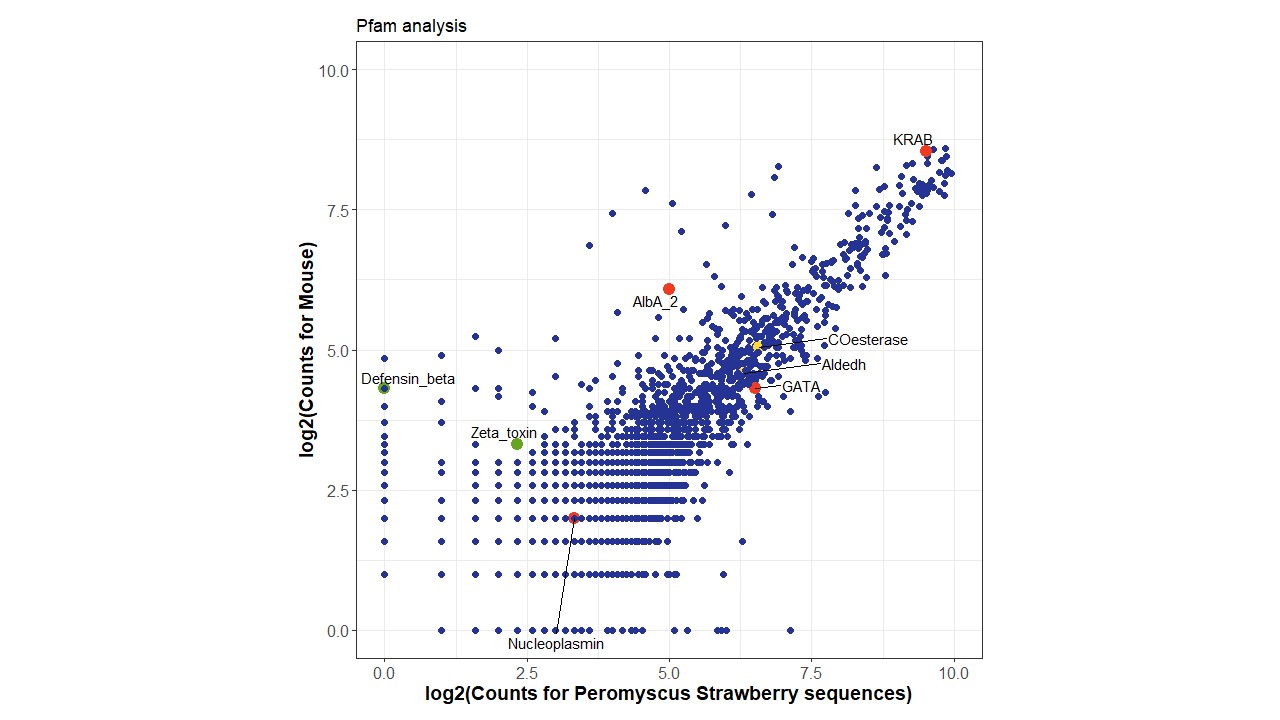 Pfam analysis
10.0
7.5
5.0
2.5
0.0
log2(Counts for Mouse)
KRAB
AlbA_2
COesterase
Aldedh
GATA
Defensin_beta
Zeta_toxin
Nucleoplasmin
0.0 2.5 5.0 7.5 10.0
log2(Counts for Peromyscus Strawberry sequences)